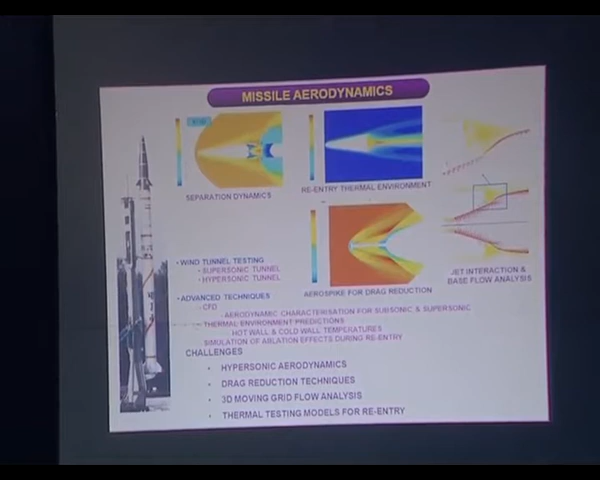 MISSILE AERODYNAMICS
SEPARATION DYNAMICS
RE-ENTRY THERMAL ENVIRONMENT
AEROSPIKE FOR DRAG REDUCTION
JET INTERACTION &
BASE FLOW ANALYSIS
• WIND TUNNEL TESTING
- SUPERSONIC TUNNEL
- HYPERSONIC TUNNEL
• ADVANCED TECHNIQUES
- CFD
- AERODYNAMIC CHARACTERISATION FOR SUBSONIC & SUPERSONIC
- THERMAL ENVIRONMENT PREDICTIONS
- HOT WALL & COLD WALL TEMPERATURES
SIMULATION OF ABLATION EFFECTS DURING RE-ENTRY
CHALLENGES
• HYPERSONIC AERODYNAMICS
• DRAG REDUCTION TECHNIQUES
• 3D MOVING GRID FLOW ANALYSIS
• THERMAL TESTING MODELS FOR RE-ENTRY